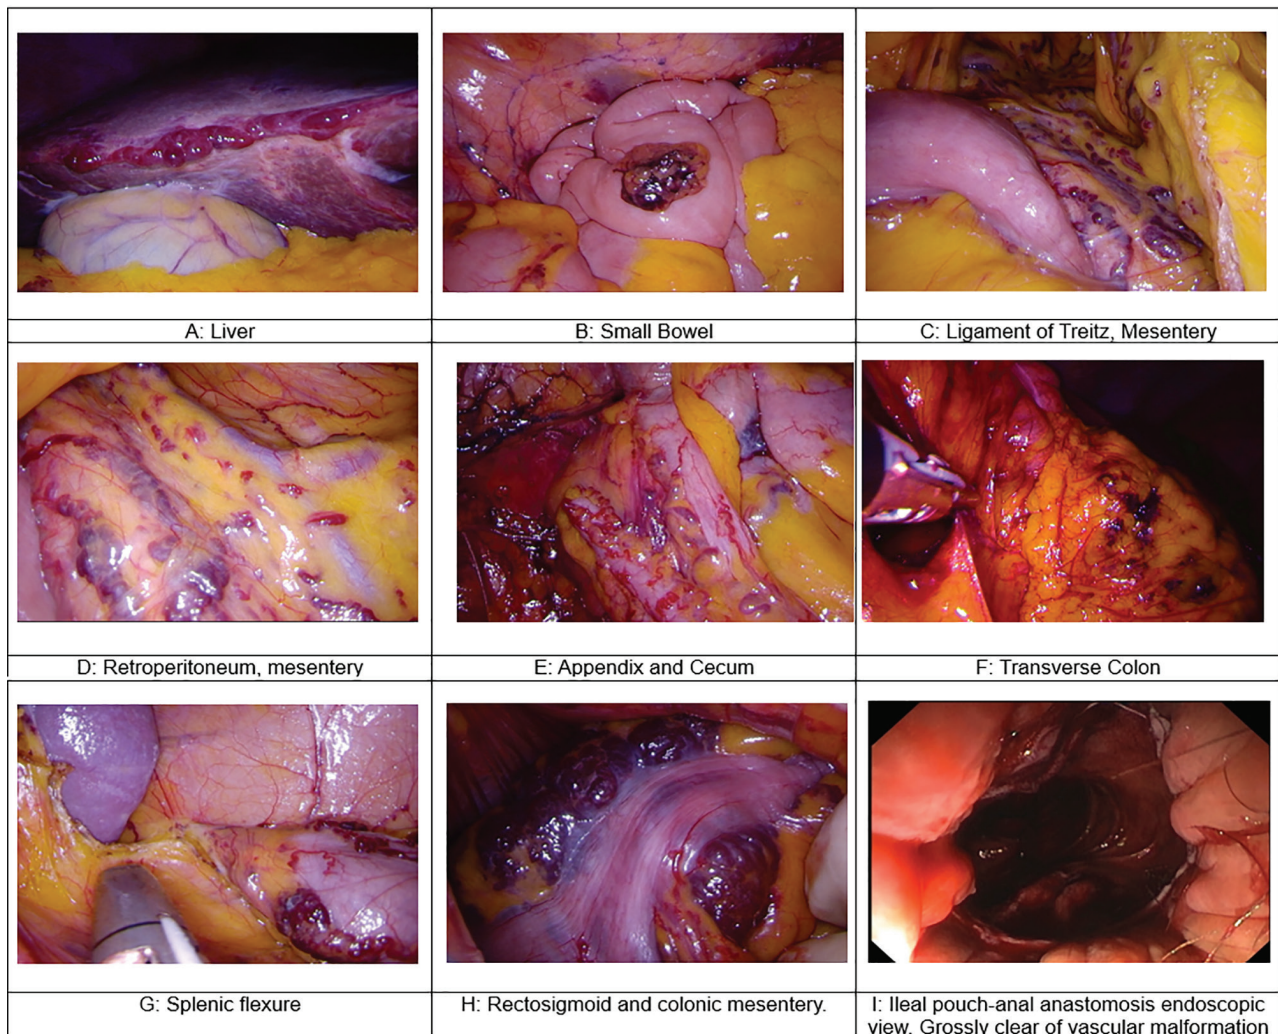 A: Liver
B: Small Bowel
C: Ligament of Treitz, Mesentery
D: Retroperitoneum, mesentery
E: Appendix and Cecum
F: Transverse Colon
G: Splenic flexure
H: Rectosigmoid and colonic mesentery.
I: Ileal pouch-anal anastomosis endoscopic
view. Grossly clear of vascular malformation